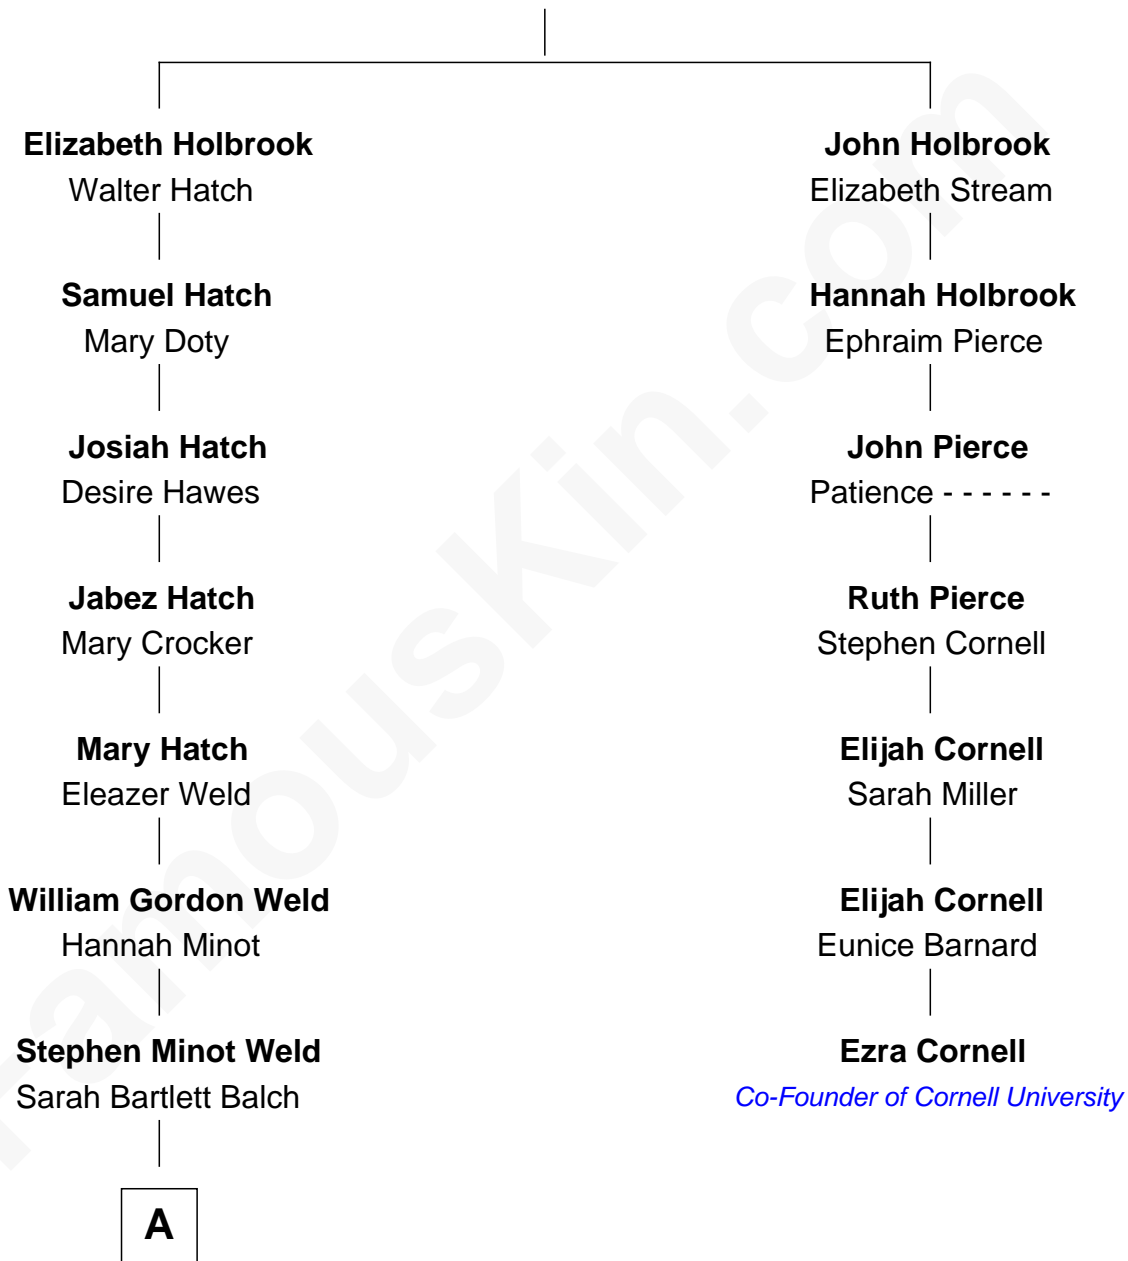 Elizabeth Holbrook
Walter Hatch
Samuel Hatch
Mary Doty
Josiah Hatch
Desire Hawes
Jabez Hatch
Mary Crocker
Mary Hatch
Eleazer Weld
William Gordon Weld
Hannah Minot
Stephen Minot Weld
Sarah Bartlett Balch
A
John Holbrook
Elizabeth Stream
Hannah Holbrook
Ephraim Pierce
John Pierce
Patience - - - - - -
Ruth Pierce
Stephen Cornell
Elijah Cornell
Sarah Miller
Elijah Cornell
Eunice Barnard
Ezra Cornell
Co-Founder of Cornell University
FamousKin.com